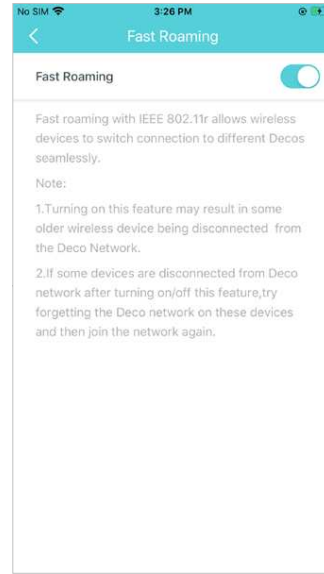 No SIM 3:26 PM
Fast Roaming
Fast Roaming
Fast roaming with IEEE 802.11r allows wireless
devices to switch connection to different Decos
seamlessly.
Note:
1.Turning on this feature may result in some
older wireless device being disconnected from
the Deco Network.
2.If some devices are disconnected from Deco
network after turning on/off this feature,try
forgetting the Deco network on these devices
and then join the network again.